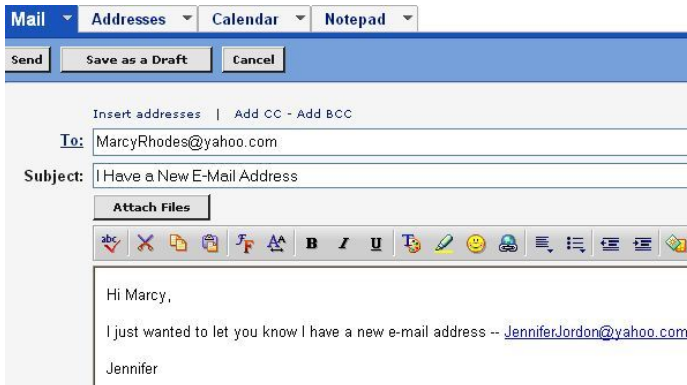 Mail Addresses Calendar Notepad
Send Save as a Draft Cancel
Insert addresses | Add CC - Add BCC
To: MarcyRhodes@yahoo.com
Subject: I Have a New E-Mail Address
Attach Files
abc F F A A B I U T
Hi Marcy,
I just wanted to let you know I have a new e-mail address -- JenniferJordon@yahoo.com
Jennifer